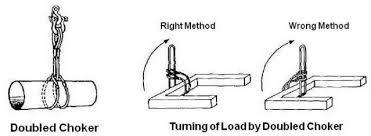 Right Method
Wrong Method
Doubled Choker
Turning of Load by Doubled Choker